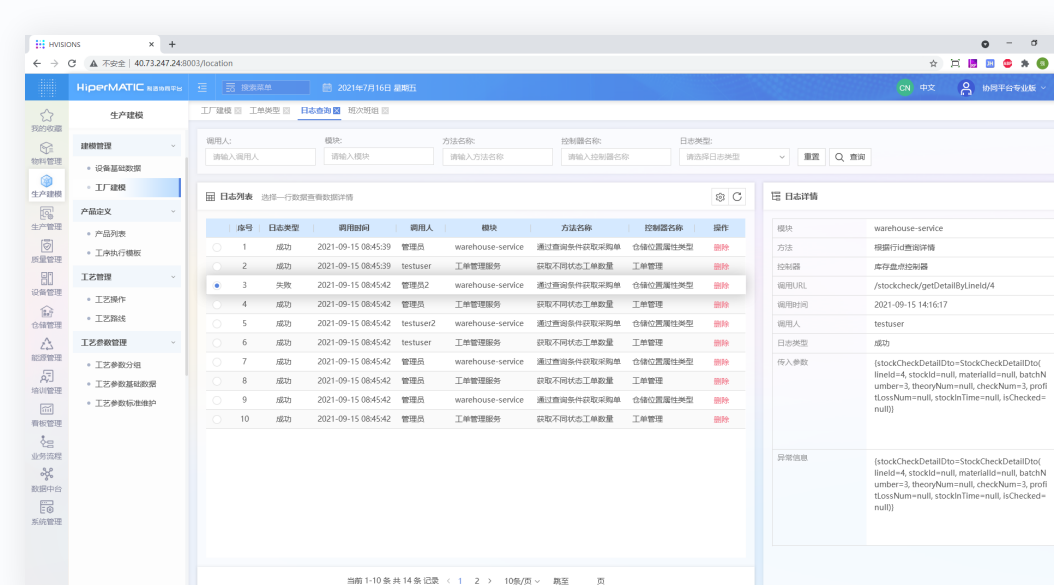 HVISIONS
不安全 40.73.247.24:8003/location
HiperMATIC 制造协同平台 搜索菜单 2021年7月16日 星期五 CN 中文 协同平台专业版
我的收藏
物料管理
生产建模
生产管理
质量管理
设备管理
仓储管理
能源管理
培训管理
看板管理
业务流程
数据中台
系统管理
生产建模
建模管理
设备基础数据
工厂建模
产品定义
产品列表
工序执行模板
工艺管理
工艺操作
工艺路线
工艺参数管理
工艺参数分组
工艺参数基础数据
工艺参数标准维护
工厂建模 工单类型 日志查询 班次班组
调用人: 模块: 方法名称: 控制器名称: 日志类型:
请输入调用人 请输入模块 请输入方法名称 请输入控制器名称 请选择日志类型 重置 查询
日志列表 选择一行数据查看数据详情
序号 日志类型 调用时间 调用人 模块 方法名称 控制器名称 操作
1 成功 2021-09-15 08:45:39 管理员 warehouse-service 通过查询条件获取采购单 仓储位置属性类型 删除
2 成功 2021-09-15 08:45:39 testuser 工单管理服务 获取不同状态工单数量 工单管理 删除
3 失败 2021-09-15 08:45:42 管理员2 warehouse-service 通过查询条件获取采购单 仓储位置属性类型 删除
4 成功 2021-09-15 08:45:42 管理员 工单管理服务 获取不同状态工单数量 工单管理 删除
5 成功 2021-09-15 08:45:42 testuser2 warehouse-service 通过查询条件获取采购单 仓储位置属性类型 删除
6 成功 2021-09-15 08:45:42 testuser 工单管理服务 获取不同状态工单数量 工单管理 删除
7 成功 2021-09-15 08:45:42 管理员 warehouse-service 通过查询条件获取采购单 仓储位置属性类型 删除
8 成功 2021-09-15 08:45:42 管理员 工单管理服务 获取不同状态工单数量 工单管理 删除
9 成功 2021-09-15 08:45:42 管理员 warehouse-service 通过查询条件获取采购单 仓储位置属性类型 删除
10 成功 2021-09-15 08:45:42 管理员 工单管理服务 获取不同状态工单数量 工单管理 删除
当前 1-10 条 共 14 条 记录 < 1 2 > 10条/页 跳至 页
日志详情
模块 warehouse-service
方法 根据行id查询详情
控制器 库存盘点控制器
调用URL /stockcheck/getDetailByLineId/4
调用时间 2021-09-15 14:16:17
调用人 testuser
日志类型 成功
传入参数 {stockCheckDetailDto=StockCheckDetailDto(
lineId=4, stockId=null, materialId=null, batchN
umber=3, theoryNum=null, checkNum=3, profi
tLossNum=null, stockInTime=null, isChecked=
null)}
异常信息 {stockCheckDetailDto=StockCheckDetailDto(
lineId=4, stockId=null, materialId=null, batchN
umber=3, theoryNum=null, checkNum=3, profi
tLossNum=null, stockInTime=null, isChecked=
null)}